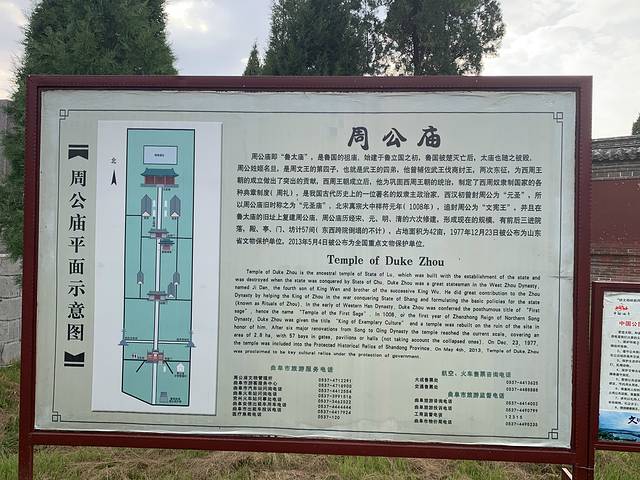 周公庙平面示意图
北
周公庙
周公庙即“鲁太庙”，是鲁国的祖庙，始建于鲁立国之初，鲁国被楚灭亡后，太庙也随之被毁，
周公姓姬名旦，是周文王的第四子，也就是武王的四弟，他曾辅佐武王伐商纣王，两次东征，为西周王
朝的成立做出了突出的贡献。西周王朝成立后，他为巩固西周王朝的统治，制定了西周奴隶制国家的各
种典章制度（周礼），是我国古代历史上的一位著名的奴隶主政治家。西汉初曾封周公为“元圣”，所
以周公庙旧时称之为“元圣庙”，北宋真宗大中祥符元年（1008年），追封周公为“文宪王”，并且在
鲁太庙的旧址上复建周公庙，周公庙历经宋、元、明、清的六次修建，形成现在的规模，有前后三进院
落，殿、亭、门、坊计57间（东西跨院倒塌的不计），占地面积为42亩，1977年12月23日被公布为山东
省文物保护单位。2013年5月4日被公布为全国重点文物保护单位。
Temple of Duke Zhou
Temple of Duke Zhou is the ancestral temple of State of Lu, which was built with the establishment of the state and
was destroyed when the state was conquered by State of Chu. Duke Zhou was a great statesman in the West Zhou Dynasty,
named Ji Dan, the fourth son of King Wen and brother of the successive King Wu. He did great contribution to the Zhou
Dynasty by helping the King of Zhou in the war conquering State of Shang and formulating the basic policies for the state
(known as Rituals of Zhou). In the early of Western Han Dynasty, Duke Zhou was conferred the posthumous title of "First
sage", hence the name "Temple of the First Sage". In 1008, or the first year of Zhanzhong Reign of Northern Song
Dynasty, Duke Zhou was given the title "King of Exemplary Culture" and a temple was rebuilt on the ruin of the site in
honor of him. After six major renovations from Song to Qing Dynasty the temple reached the current scale, covering an
area of 2.8 ha, with 57 bays in gates, pavilions or halls (not taking account the collapsed ones). On Dec. 23, 1977,
the temple was included into the Protected Historical Relics of Shandong Province. On May 4th, 2013, Temple of Duke Zhou
was proclaimed to be key cultural relics under the protection of government.
曲阜市旅游服务电话
航空、火车售票咨询电话
曲阜市旅游监督电话
12315
0537-120
中国公